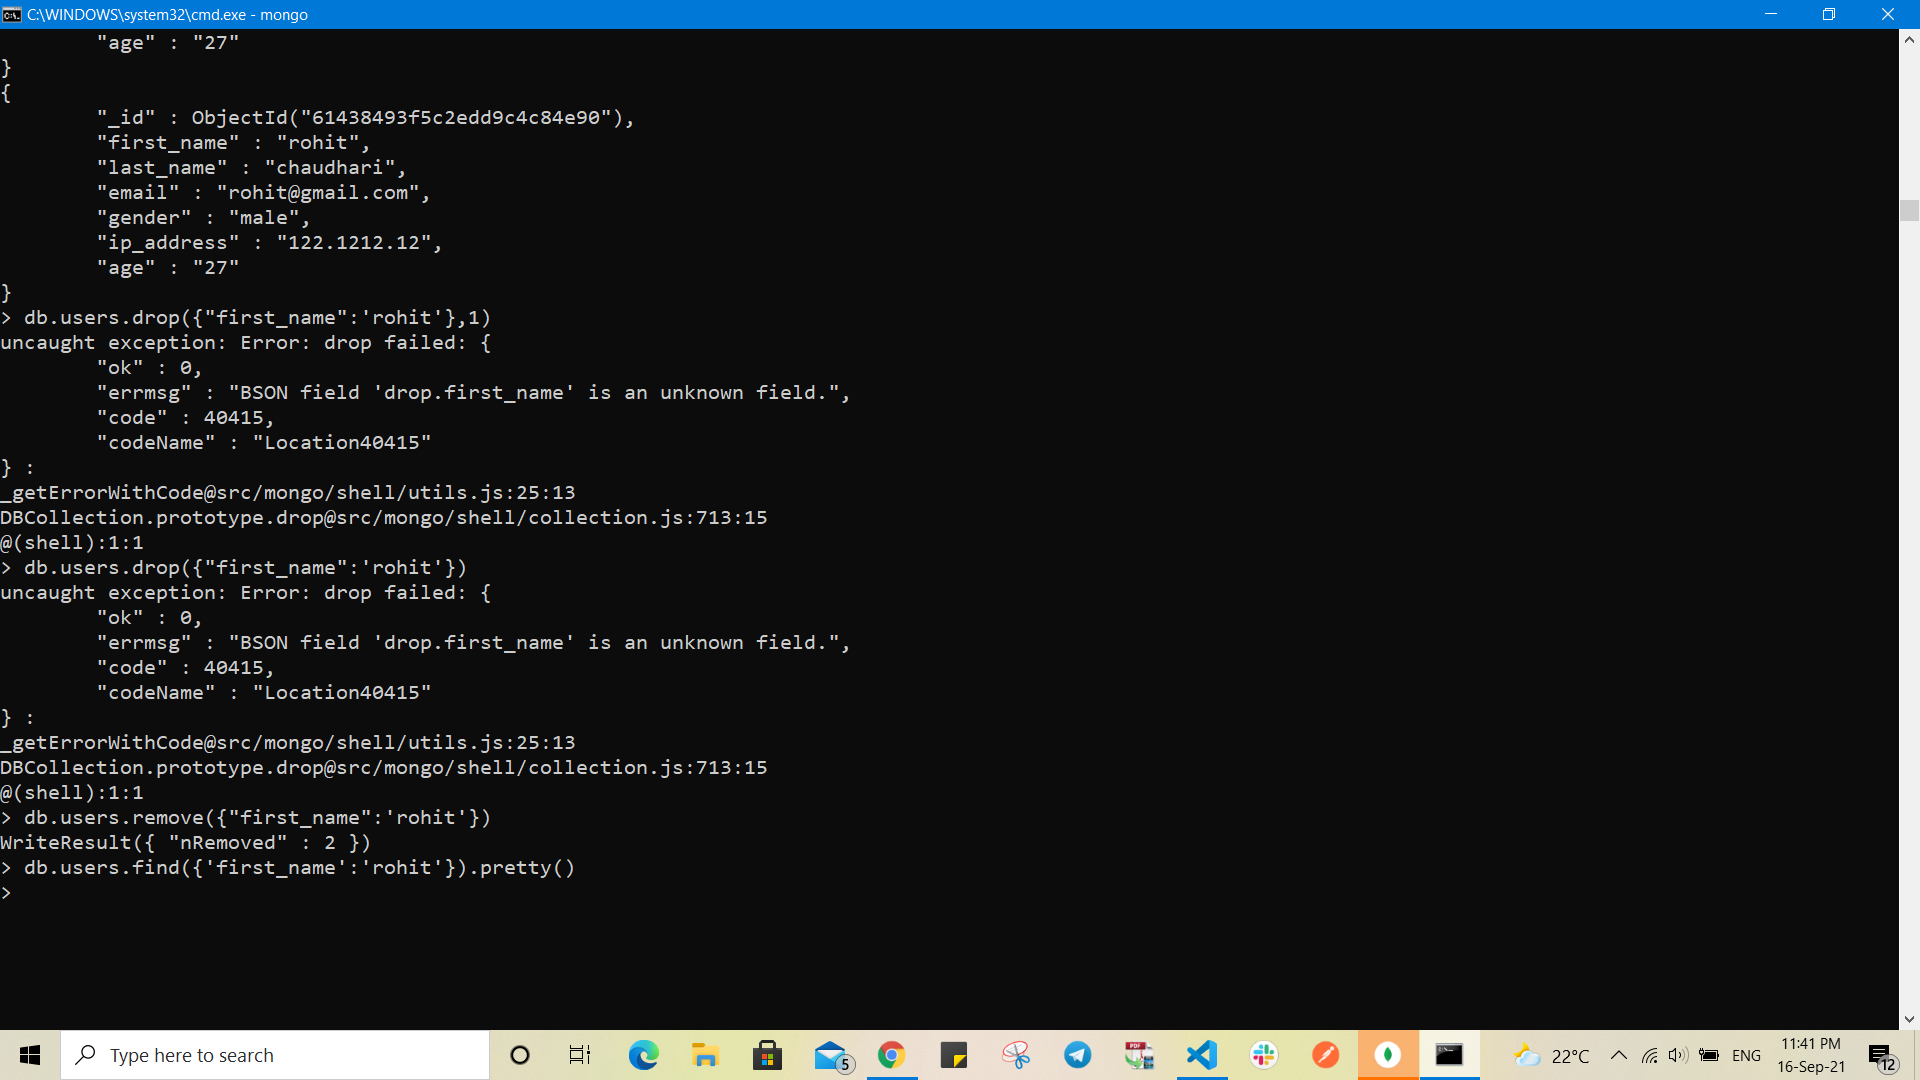 C:\WINDOWS\system32\cmd.exe - mongo
"age" : "27"
}
{
"_id" : ObjectId("61438493f5c2edd9c4c84e90"),
"first_name" : "rohit",
"last_name" : "chaudhari",
"email" : "rohit@gmail.com",
"gender" : "male",
"ip_address" : "122.1212.12",
"age" : "27"
}
> db.users.drop({"first_name":'rohit'},1)
uncaught exception: Error: drop failed: {
"ok" : 0,
"errmsg" : "BSON field 'drop.first_name' is an unknown field.",
"code" : 40415,
"codeName" : "Location40415"
} :
_getErrorWithCode@src/mongo/shell/utils.js:25:13
DBCollection.prototype.drop@src/mongo/shell/collection.js:713:15
@(shell):1:1
> db.users.drop({"first_name":'rohit'})
uncaught exception: Error: drop failed: {
"ok" : 0,
"errmsg" : "BSON field 'drop.first_name' is an unknown field.",
"code" : 40415,
"codeName" : "Location40415"
} :
_getErrorWithCode@src/mongo/shell/utils.js:25:13
DBCollection.prototype.drop@src/mongo/shell/collection.js:713:15
@(shell):1:1
> db.users.remove({"first_name":'rohit'})
WriteResult({ "nRemoved" : 2 })
> db.users.find({'first_name':'rohit'}).pretty()
>
Type here to search
5
PDF
22°C
ENG
11:41 PM
16-Sep-21
12